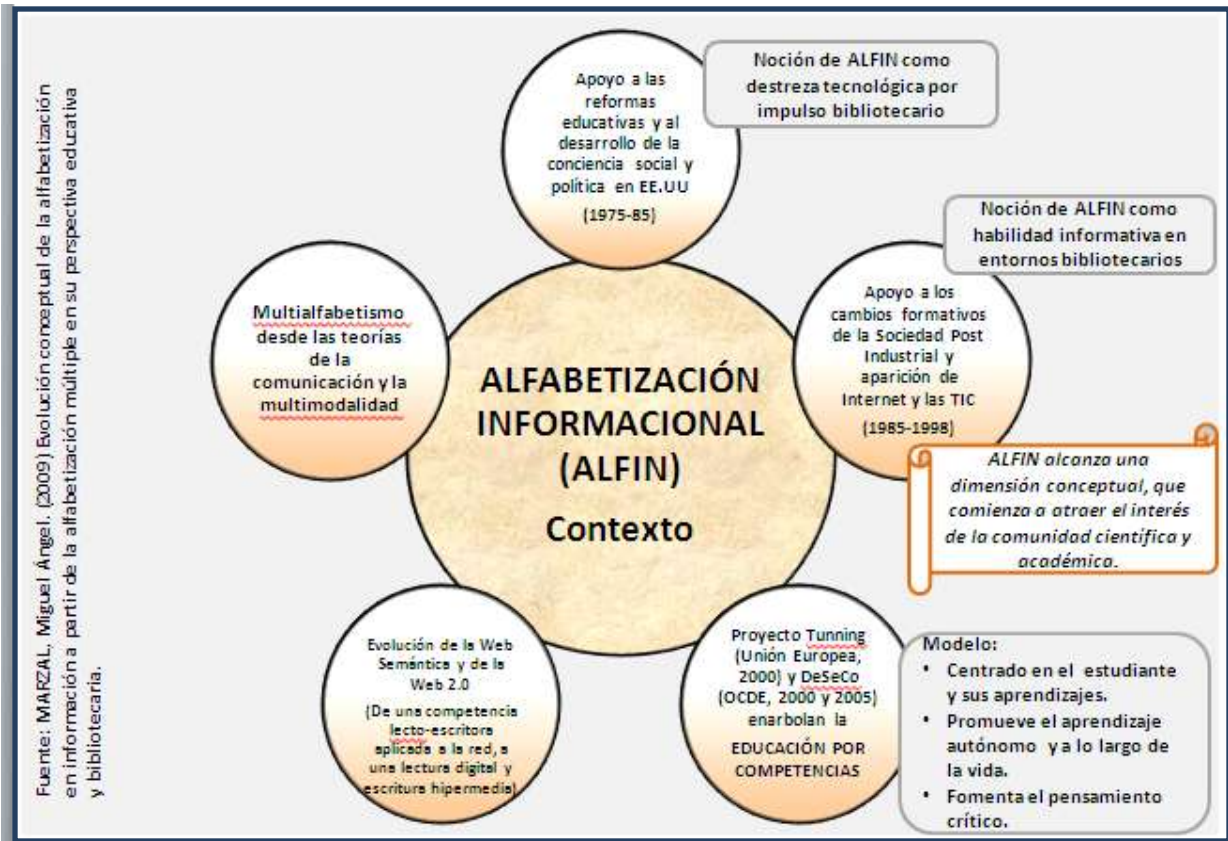 Fuente: MARZAL, Miguel Ángel. (2009) Evolución conceptual de la alfabetización
en información a partir de la alfabetización múltiple en su perspectiva educativa
y bibliotecaria.
Apoyo a las
reformas
educativas y al
desarrollo de la
conciencia social y
política en EE.UU
(1975-85)
Noción de ALFIN como
destreza tecnológica por
impulso bibliotecario
Noción de ALFIN como
habilidad informativa en
entornos bibliotecarios
Apoyo a los
cambios formativos
de la Sociedad Post
Industrial y
aparición de
Internet y las TIC
(1985-1998)
ALFIN alcanza una
dimensión conceptual, que
comienza a atraer el interés
de la comunidad científica y
académica.
Multialfabetismo
desde las teorías
de la
comunicación y la
multimodalidad
ALFABETIZACIÓN
INFORMACIONAL
(ALFIN)
Contexto
Proyecto Tunning
(Unión Europea,
2000) y DeSeCo
(OCDE, 2000 y 2005)
enarbolan la
EDUCACIÓN POR
COMPETENCIAS
Modelo:
• Centrado en el estudiante
y sus aprendizajes.
• Promueve el aprendizaje
autónomo y a lo largo de
la vida.
• Fomenta el pensamiento
crítico.
Evolución de la Web
Semántica y de la
Web 2.0
(De una competencia
lecto-escritora
aplicada a la red, a
una lectura digital y
escritura hipermedia)